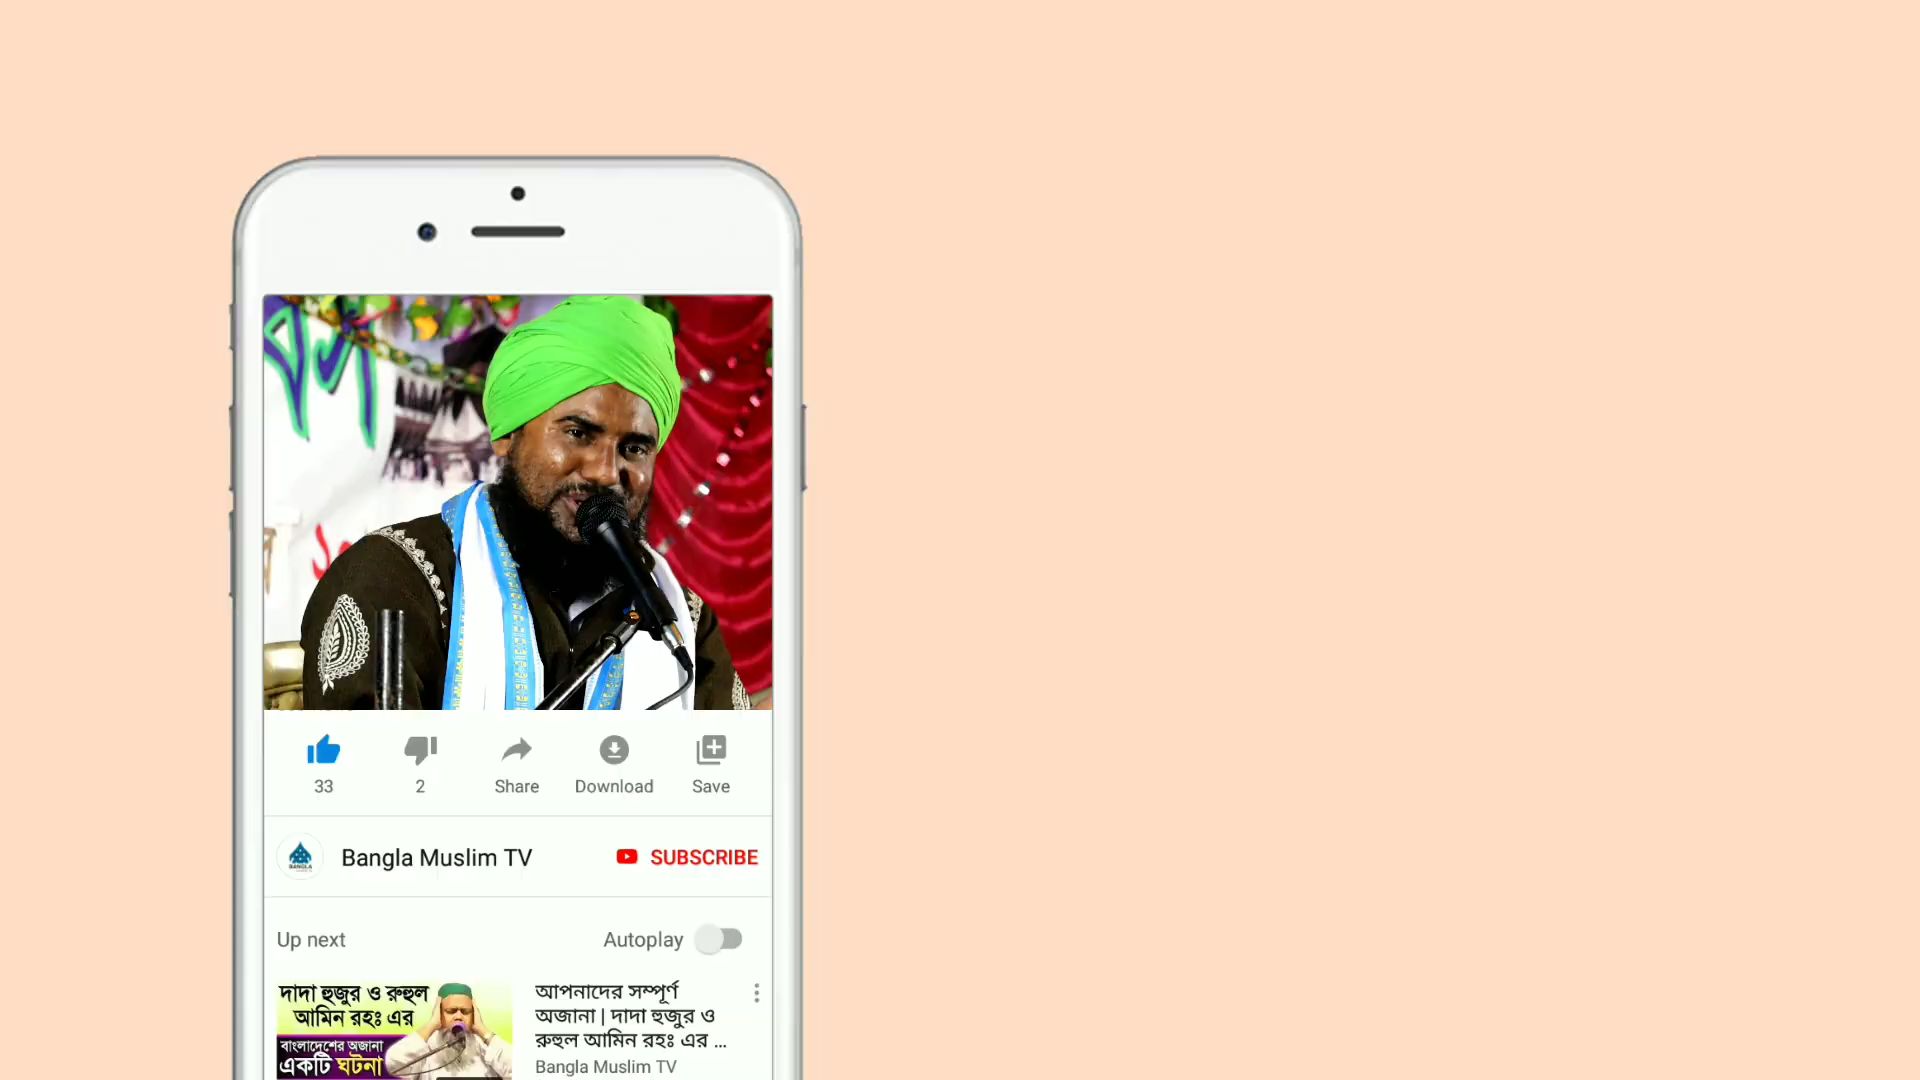 33
2
Share
Download
Save
BANGLA
Bangla Muslim TV
SUBSCRIBE
Up next
Autoplay
দাদা হুজুর ও রুহুল
আমিন রহঃ এর
বাংলাদেশের অজানা
একটি ঘটনা
আপনাদের সম্পূর্ণ
অজানা | দাদা হুজুর ও
রুহুল আমিন রহঃ এর ...
Bangla Muslim TV